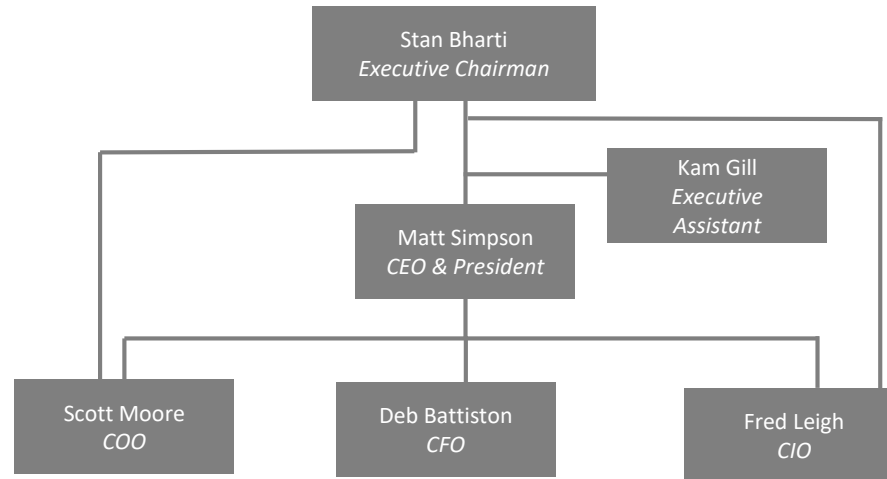 Stan Bharti
Executive Chairman
Kam Gill
Executive
Assistant
Matt Simpson
CEO & President
Scott Moore
COO
Deb Battiston
CFO
Fred Leigh
CIO